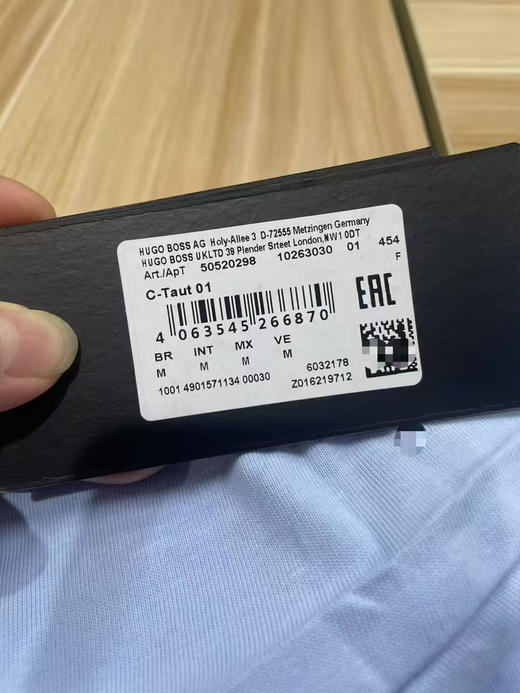 HUGO BOSS AG Holy-Allee 3 D-72555 Metzingen Germany
HUGO BOSS UKLTD 39 Plender Srteet London,NW1 0DT
Art./ApT 50520298 10263030 01 454
F
C-Taut 01
EAC
4 063545 266870
BR INT MX VE
M M M M
6032178
1001 4901571134 00030 Z016219712